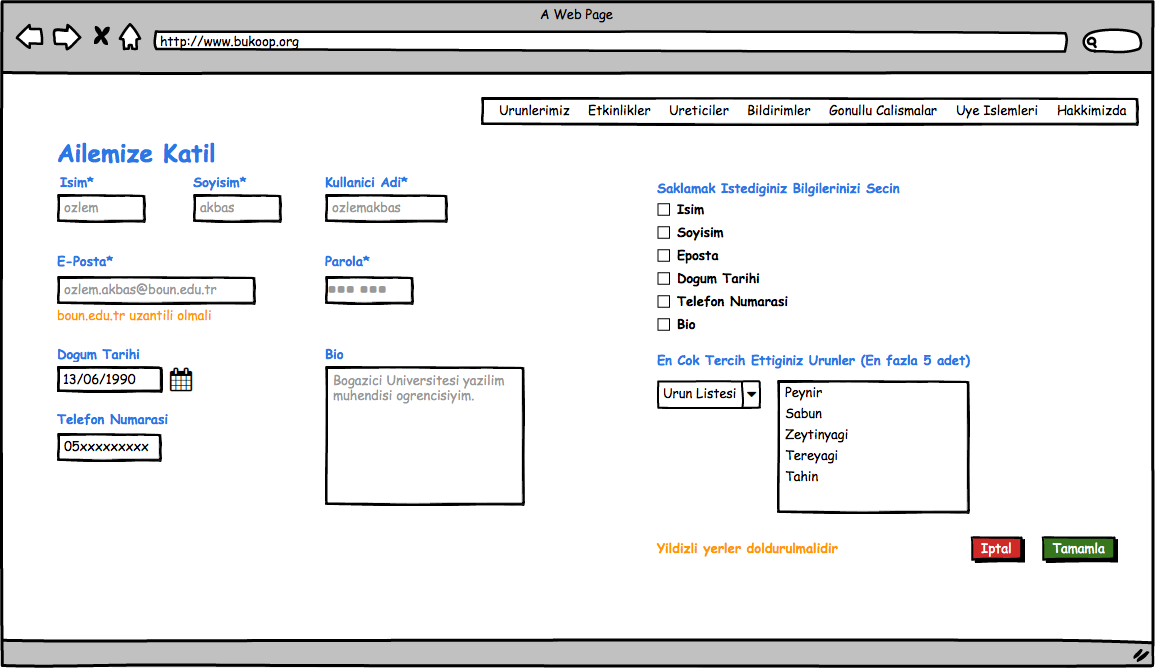 A Web Page
http://www.bukoop.org
Urunlerimiz Etkinlikler Ureticiler Bildirimler Gonullu Calismalar Uye Islemleri Hakkimizda
Ailemize Katil
Isim* Soyisim* Kullanici Adi*
ozlem akbas ozlemakbas
E-Posta* Parola*
ozlem.akbas@boun.edu.tr
boun.edu.tr uzantili olmali
Dogum Tarihi Bio
13/06/1990
Bogazici Universitesi yazilim
muhendisi ogrencisiyim.
Telefon Numarasi
05xxxxxxxxx
Saklamak Istediginiz Bilgilerinizi Secin
Isim
Soyisim
Eposta
Dogum Tarihi
Telefon Numarasi
Bio
En Cok Tercih Ettiginiz Urunler (En fazla 5 adet)
Urun Listesi
Peynir
Sabun
Zeytinyagi
Tereyagi
Tahin
Yildizli yerler doldurulmalidir
Iptal Tamamla